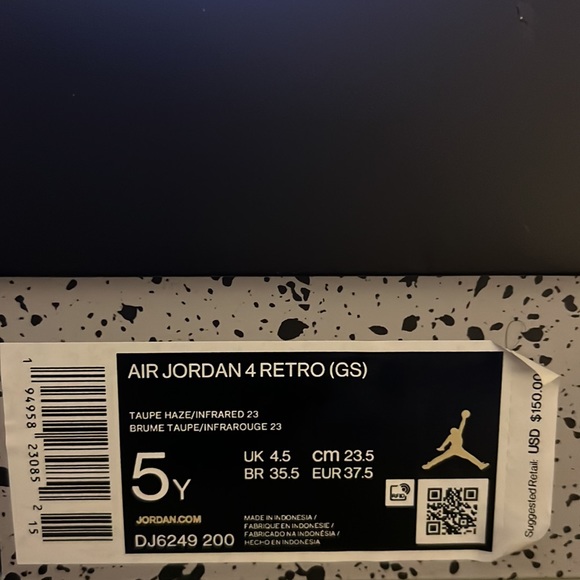 AIR JORDAN 4 RETRO (GS)
TAUPE HAZE/INFRARED 23
BRUME TAUPE/INFRAROUGE 23
5Y
UK 4.5 cm 23.5
BR 35.5 EUR 37.5
RFID
JORDAN.COM
DJ6249 200
MADE IN INDONESIA /
FABRIQUÉ EN INDONESIE /
FABRICADO NA INDONÉSIA /
HECHO EN INDONESIA
1 94958 23085 2 15
Suggested Retail: USD $150.00